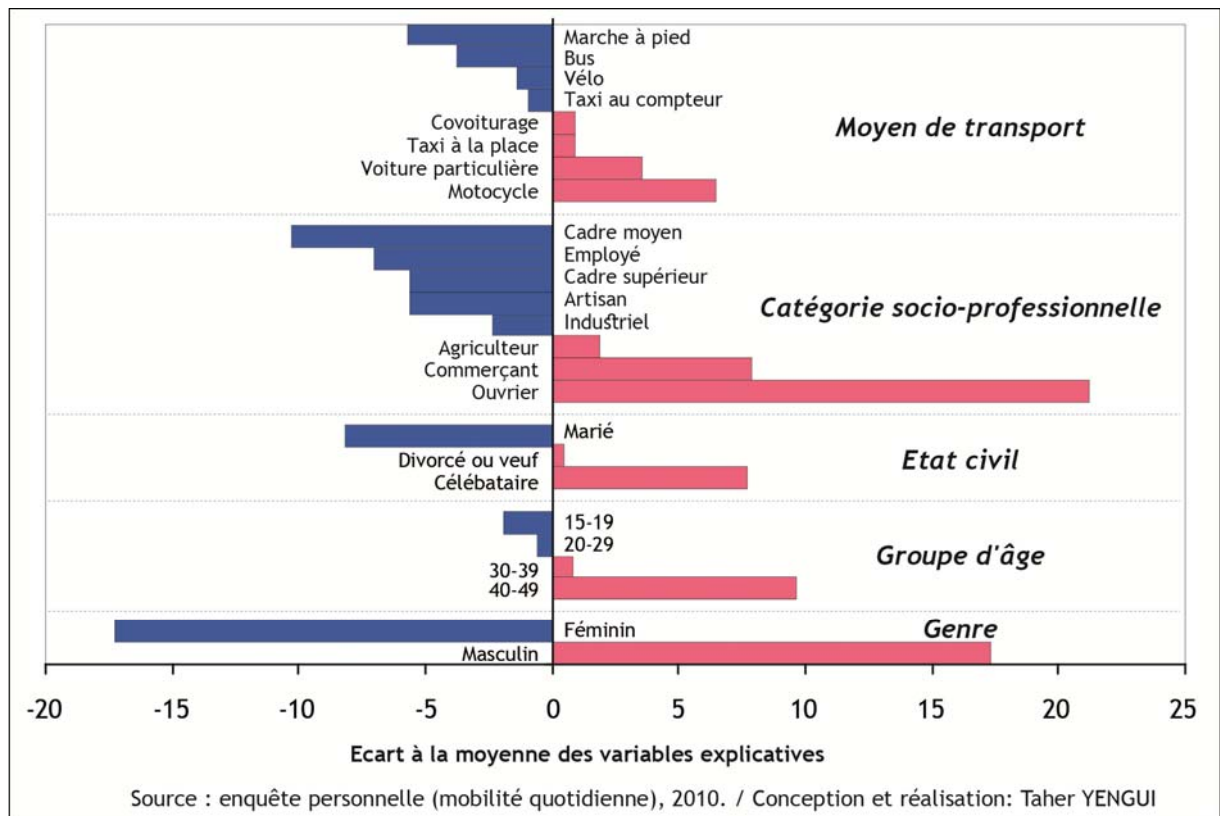 Marche à pied
Bus
Vélo
Taxi au compteur
Covoiturage
Taxi à la place
Voiture particulière
Motocycle
Moyen de transport
Cadre moyen
Employé
Cadre supérieur
Artisan
Industriel
Agriculteur
Commerçant
Ouvrier
Catégorie socio-professionnelle
Marié
Divorcé ou veuf
Célébataire
Etat civil
15-19
20-29
30-39
40-49
Groupe d'âge
Féminin
Masculin
Genre
-20 -15 -10 -5 0 5 10 15 20 25
Ecart à la moyenne des variables explicatives
Source : enquête personnelle (mobilité quotidienne), 2010. / Conception et réalisation: Taher YENGUI